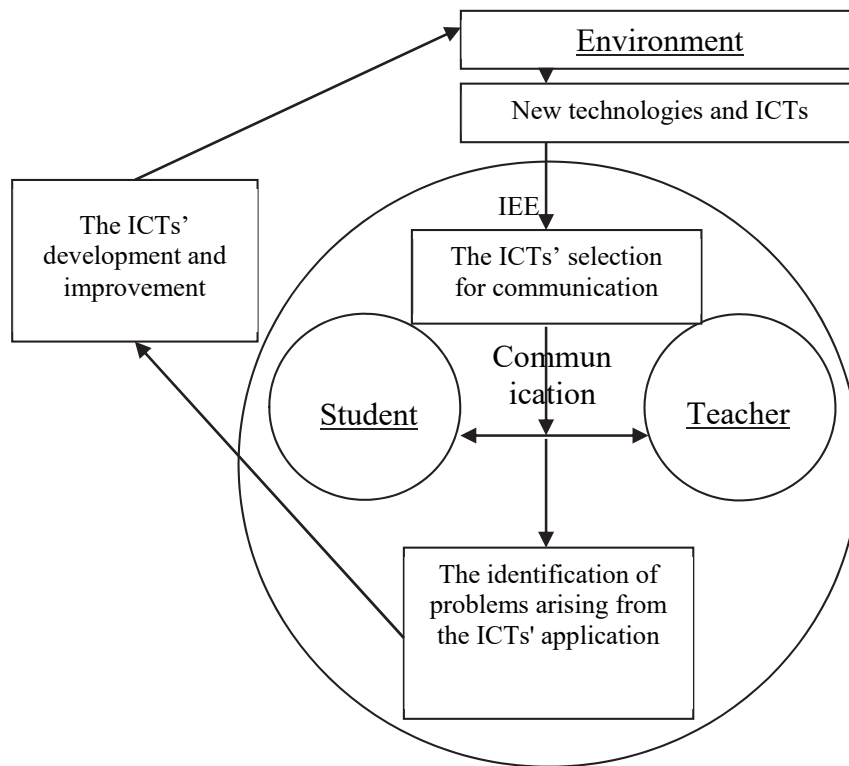 Environment
New technologies and ICTs
IEE
The ICTs’ selection
for communication
The ICTs’
development and
improvement
Commun
ication
Student
Teacher
The identification of
problems arising from
the ICTs' application